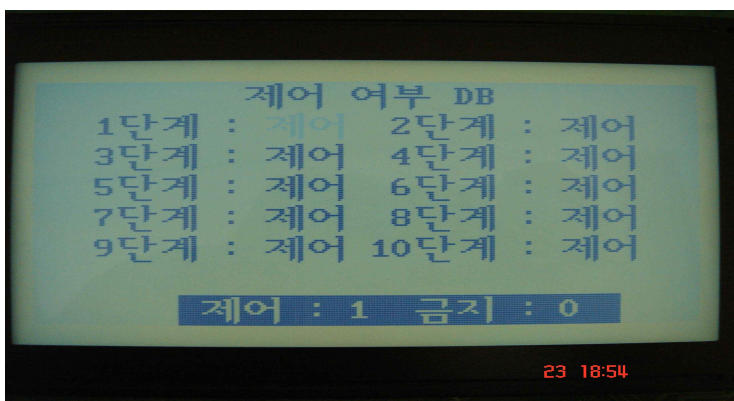 제어 여부 DB
1단계 : 제어 2단계 : 제어
3단계 : 제어 4단계 : 제어
5단계 : 제어 6단계 : 제어
7단계 : 제어 8단계 : 제어
9단계 : 제어 10단계 : 제어
제어 : 1 금지 : 0
23 18:54